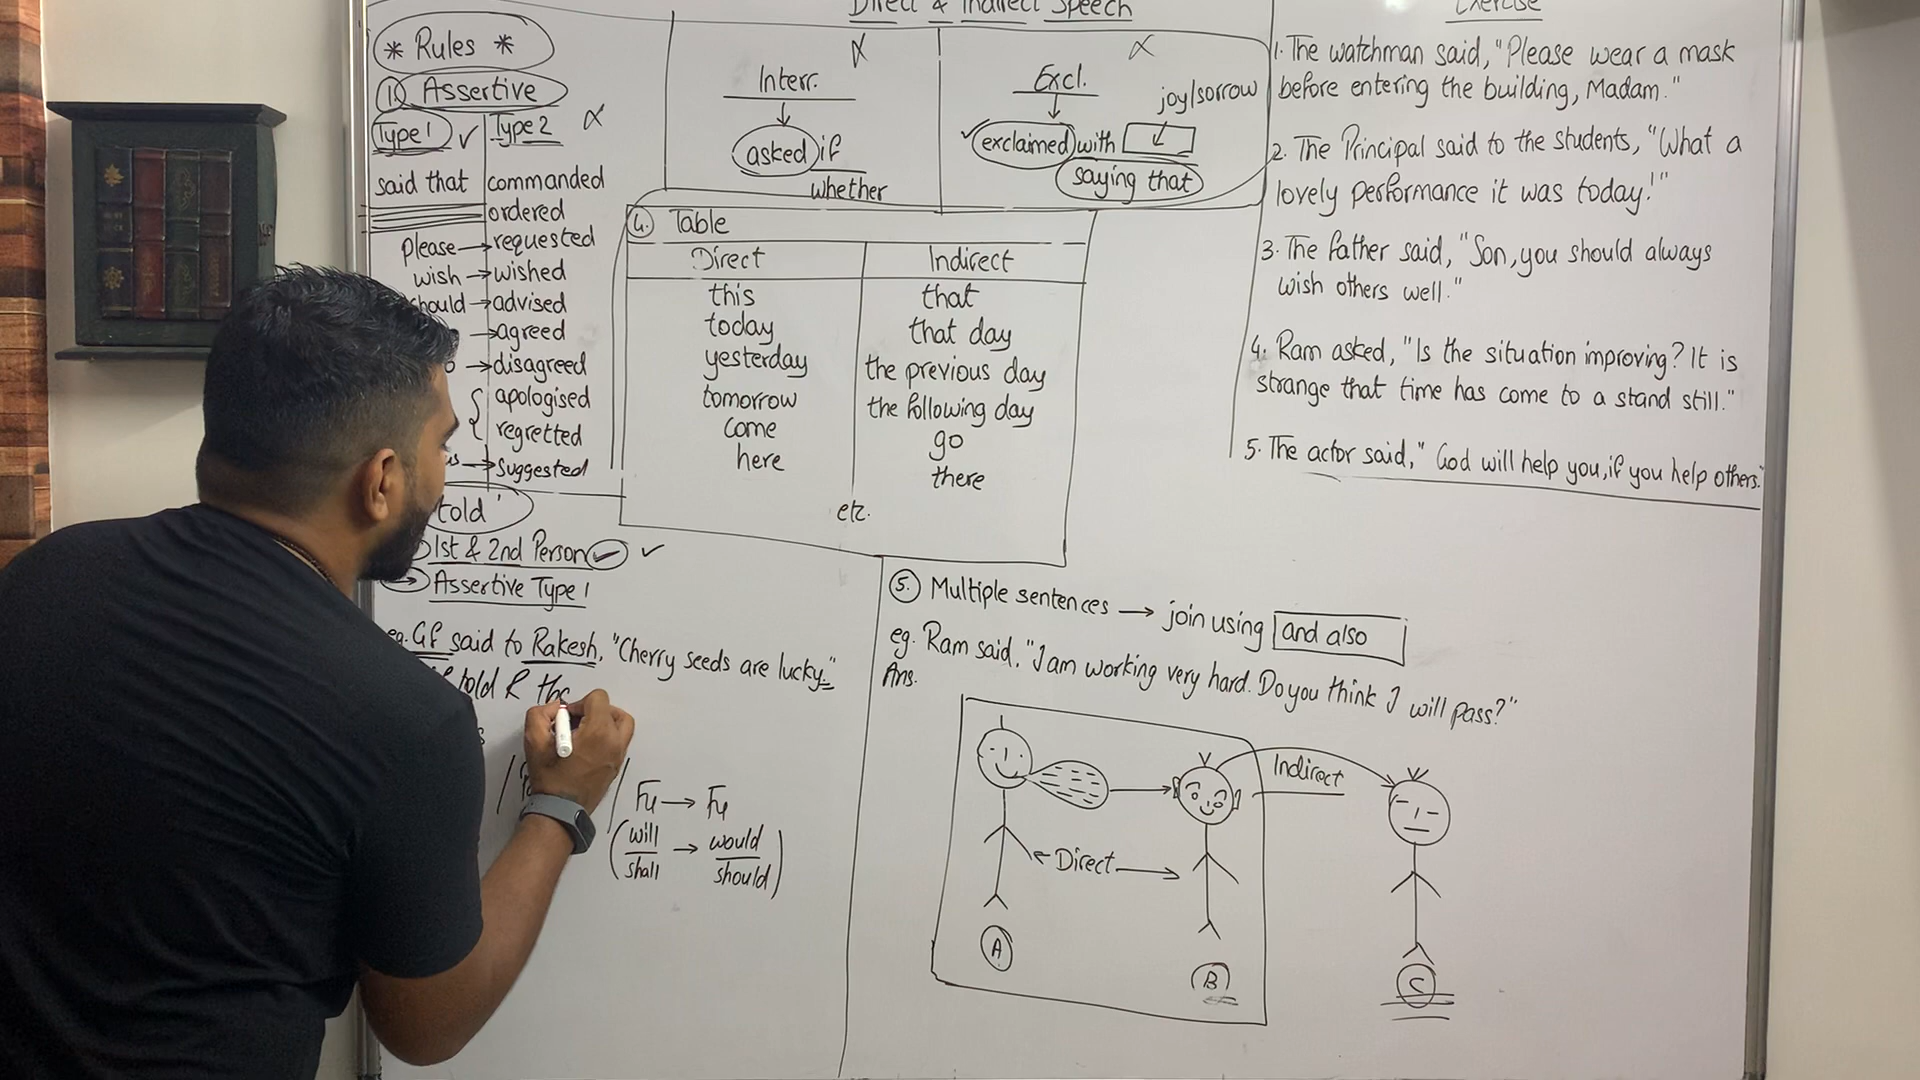 Direct & Indirect Speech
* Rules *
1. Assertive
Type 1 ✓ Type 2
said that
commanded
ordered
please → requested
wish → wished
should → advised
→ agreed
→ disagreed
apologised
regretted
→ suggested
Interr.
asked if
whether
Excl.
joy/sorrow
exclaimed with
saying that
4. Table
Direct Indirect
this that
today that day
yesterday the previous day
tomorrow the following day
come go
here there
etc.
told'
1st & 2nd Person ✓ ✓
→ Assertive Type 1
eg. GF said to Rakesh, "Cherry seeds are lucky."
told R tha
Fu → Fu
will → would
shall should
5. Multiple sentences → join using and also
eg. Ram said, "I am working very hard. Do you think I will pass?"
Ans.
Indirect
← Direct →
A
B
C
Exercise
1. The watchman said, "Please wear a mask
before entering the building, Madam."
2. The Principal said to the students, "What a
lovely performance it was today!"
3. The father said, "Son, you should always
wish others well."
4. Ram asked, "Is the situation improving? It is
strange that time has come to a stand still."
5. The actor said, "God will help you, if you help others."